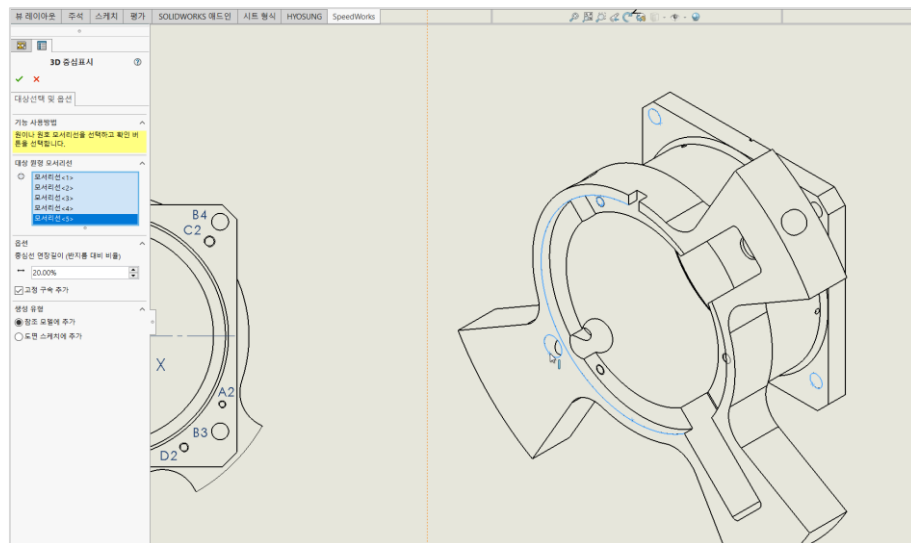 뷰 레이아웃 주석 스케치 평가 SOLIDWORKS 애드인 시트 형식 HYOSUNG SpeedWorks
3D 중심표시
대상선택 및 옵션
기능 사용방법
원이나 원호 모서리선을 선택하고 확인 버
튼을 선택합니다.
대상 원형 모서리선
모서리선<1>
모서리선<2>
모서리선<3>
모서리선<4>
모서리선<5>
옵션
중심선 연장길이 (반지름 대비 비율)
20.00%
고정 구속 추가
생성 유형
참조 모델에 추가
도면 스케치에 추가
B4
C2
X
A2
B3
D2